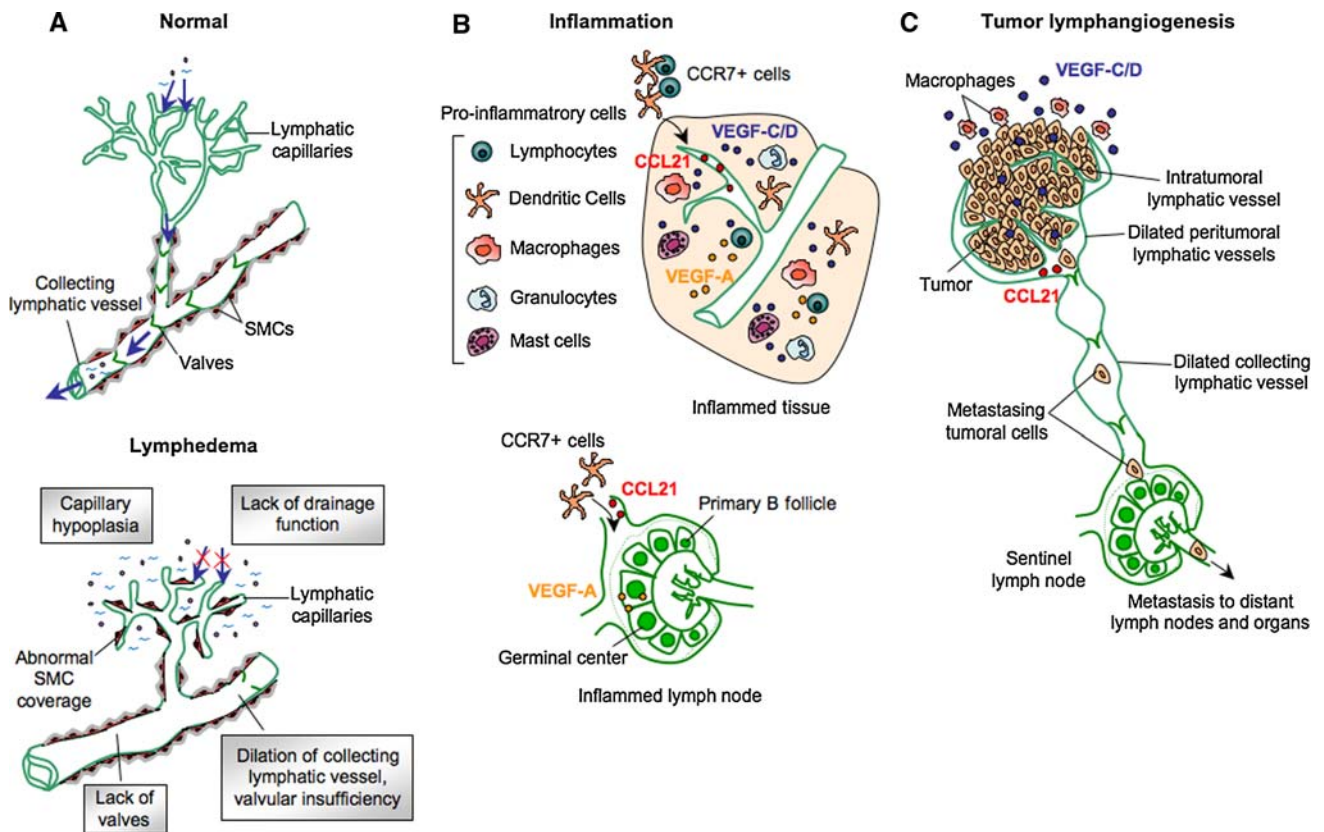 A
Normal
Lymphatic
capillaries
Collecting
lymphatic vessel
SMCs
Valves
Lymphedema
Capillary
hypoplasia
Lack of drainage
function
Lymphatic
capillaries
Abnormal
SMC
coverage
Dilation of collecting
lymphatic vessel,
valvular insufficiency
Lack of
valves
B
Inflammation
CCR7+ cells
Pro-inflammatrory cells
Lymphocytes
Dendritic Cells
Macrophages
Granulocytes
Mast cells
VEGF-C/D
CCL21
VEGF-A
Inflammed tissue
CCR7+ cells
CCL21
Primary B follicle
VEGF-A
Germinal center
Inflammed lymph node
C
Tumor lymphangiogenesis
Macrophages
VEGF-C/D
Intratumoral
lymphatic vessel
Dilated peritumoral
lymphatic vessels
Tumor
CCL21
Dilated collecting
lymphatic vessel
Metastasing
tumoral cells
Sentinel
lymph node
Metastasis to distant
lymph nodes and organs